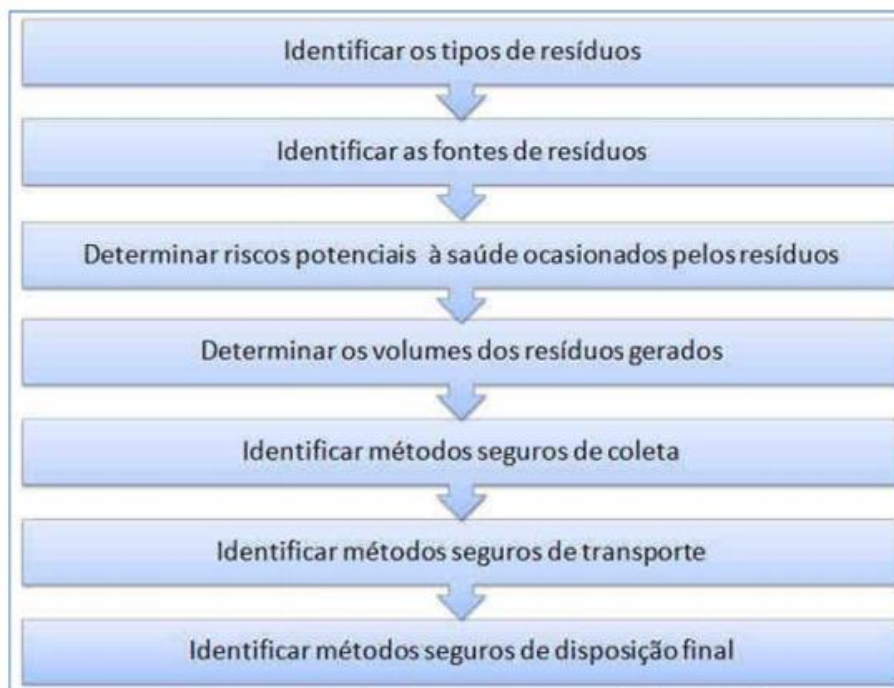 Identificar os tipos de resíduos
Identificar as fontes de resíduos
Determinar riscos potenciais à saúde ocasionados pelos resíduos
Determinar os volumes dos resíduos gerados
Identificar métodos seguros de coleta
Identificar métodos seguros de transporte
Identificar métodos seguros de disposição final